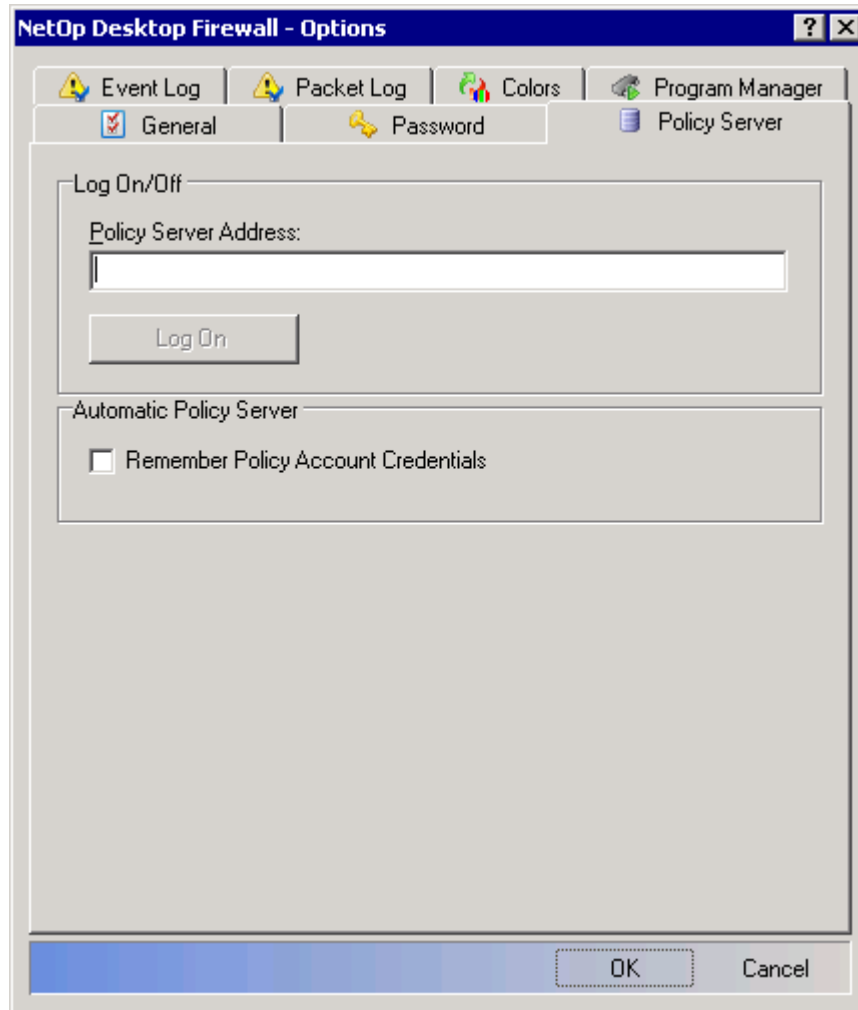 NetOp Desktop Firewall - Options
Event Log Packet Log Colors Program Manager
General Password Policy Server
Log On/Off
Policy Server Address:
Log On
Automatic Policy Server
Remember Policy Account Credentials
OK Cancel